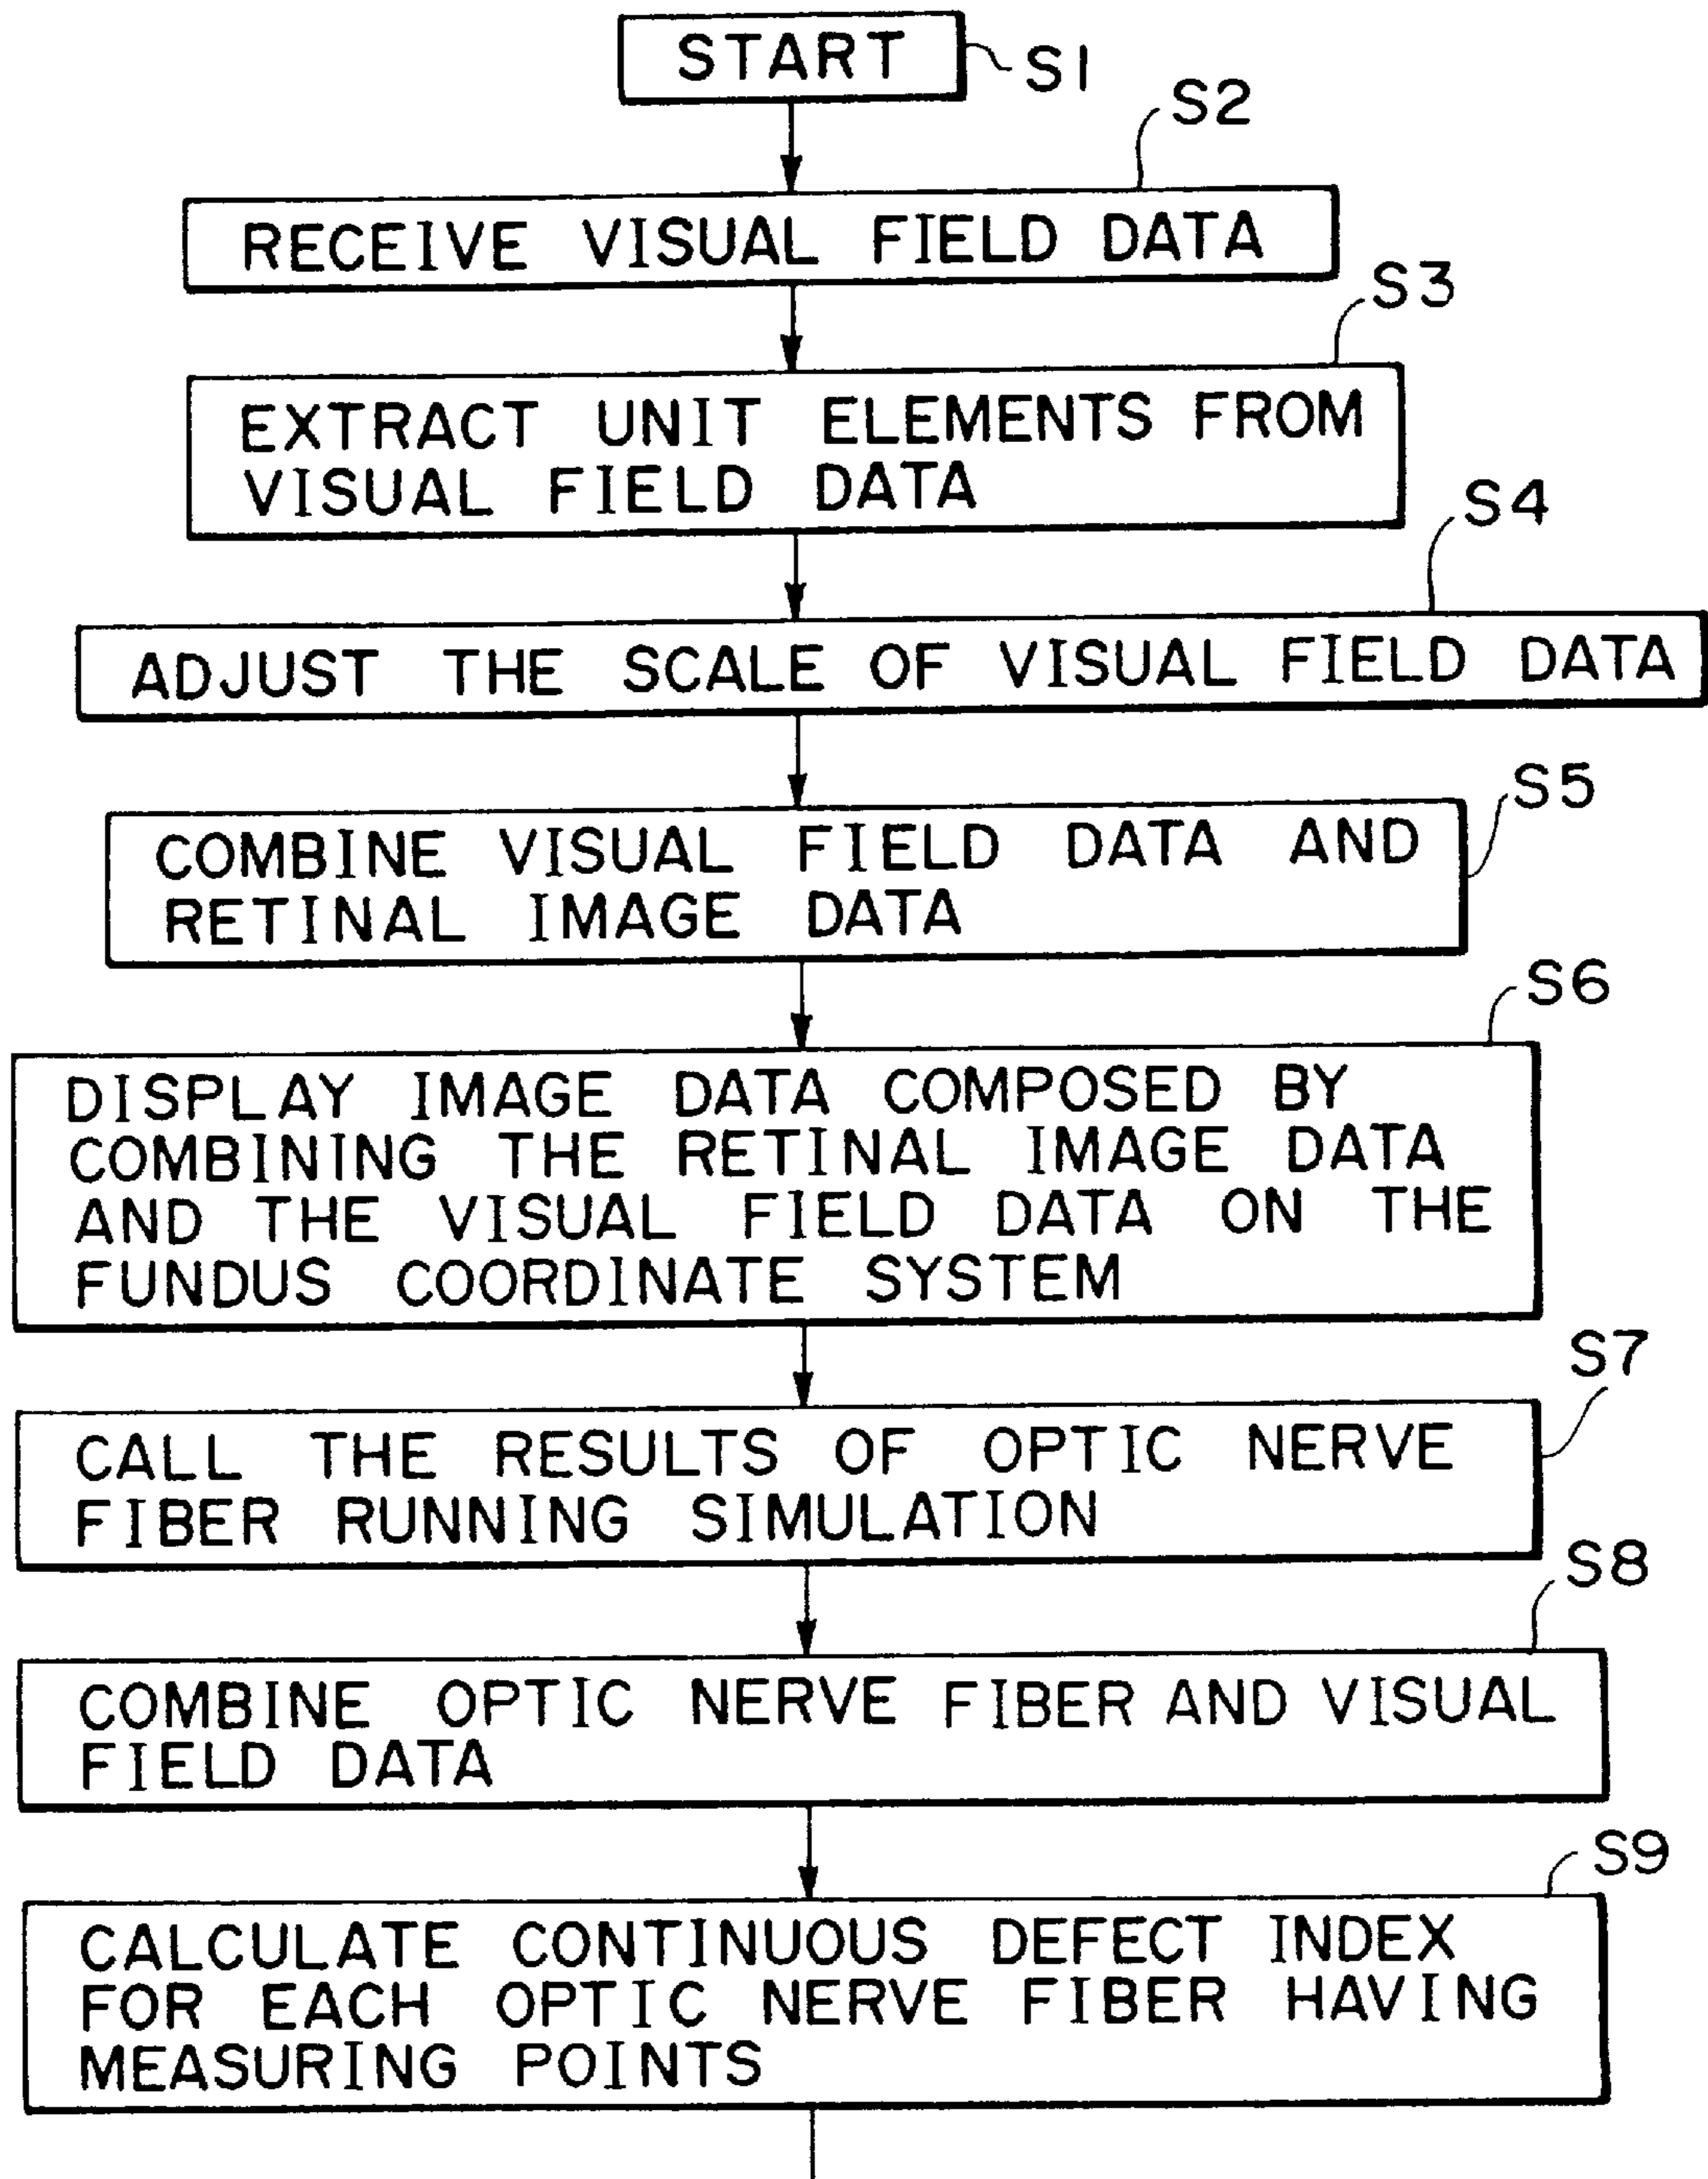 START
S1
S2
RECEIVE VISUAL FIELD DATA
S3
EXTRACT UNIT ELEMENTS FROM
VISUAL FIELD DATA
S4
ADJUST THE SCALE OF VISUAL FIELD DATA
S5
COMBINE VISUAL FIELD DATA AND
RETINAL IMAGE DATA
S6
DISPLAY IMAGE DATA COMPOSED BY
COMBINING THE RETINAL IMAGE DATA
AND THE VISUAL FIELD DATA ON THE
FUNDUS COORDINATE SYSTEM
S7
CALL THE RESULTS OF OPTIC NERVE
FIBER RUNNING SIMULATION
S8
COMBINE OPTIC NERVE FIBER AND VISUAL
FIELD DATA
S9
CALCULATE CONTINUOUS DEFECT INDEX
FOR EACH OPTIC NERVE FIBER HAVING
MEASURING POINTS